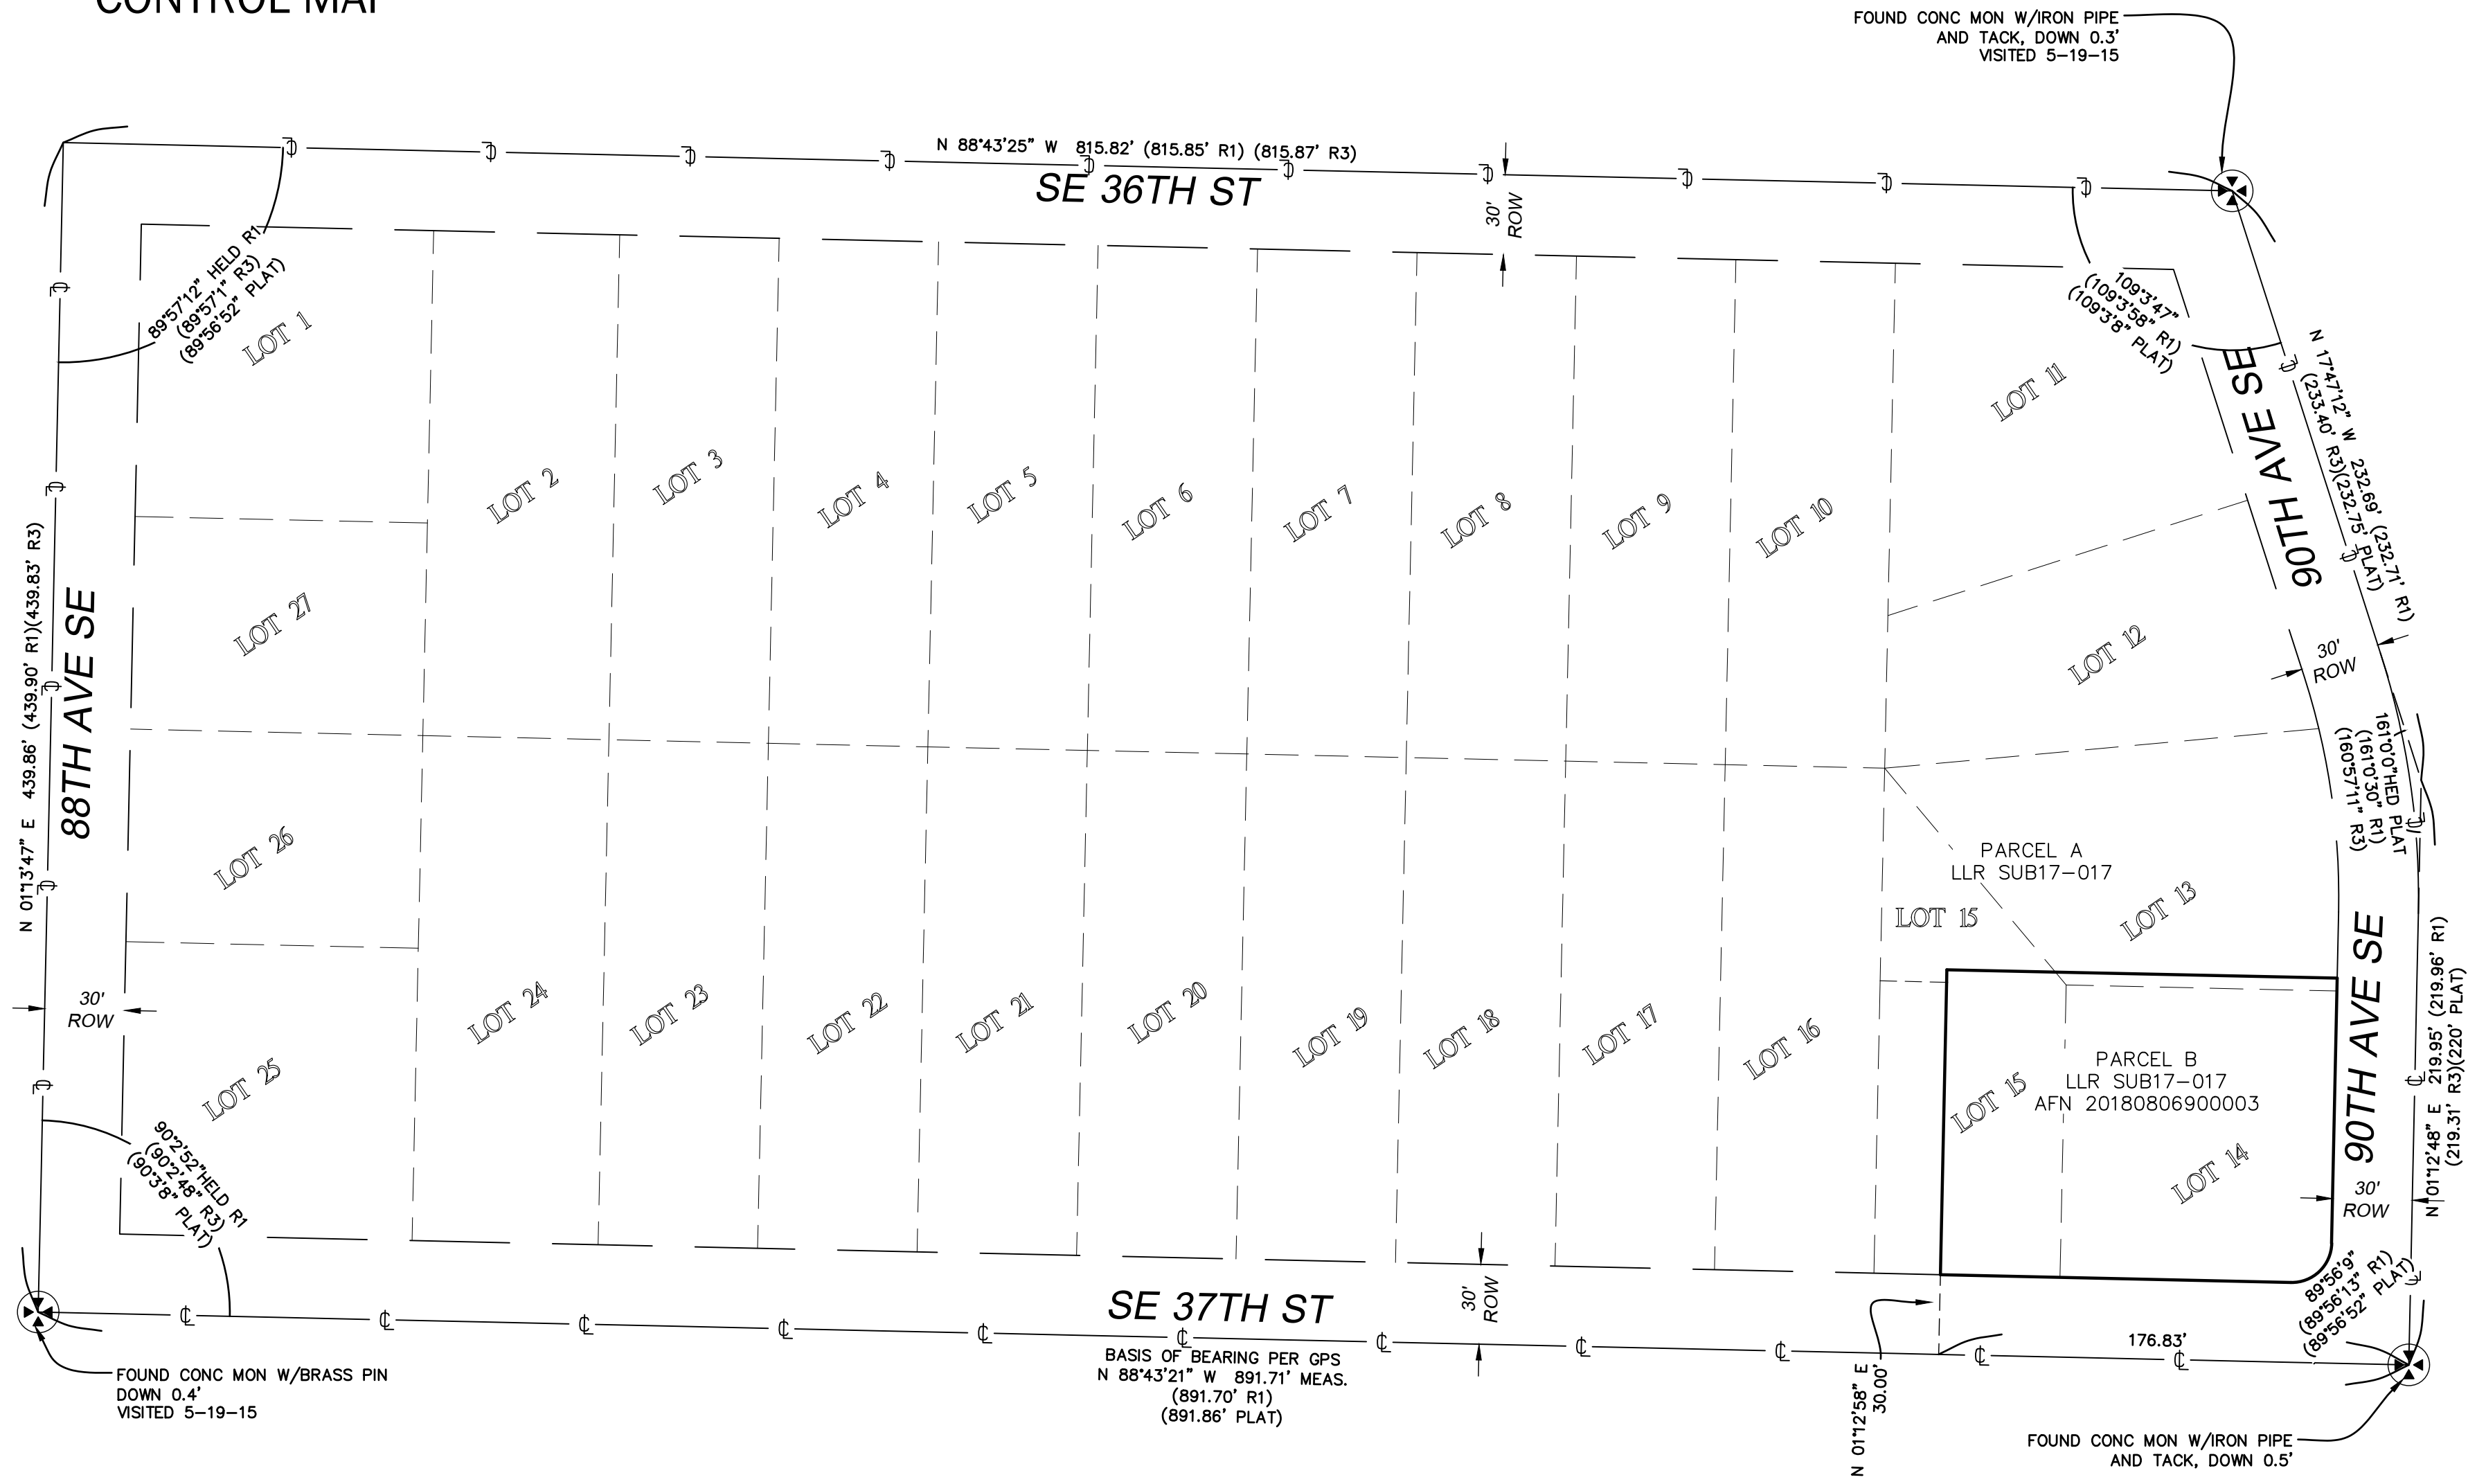 CONTROL MAP
FOUND CONC MON W/IRON PIPE
AND TACK, DOWN 0.3'
VISITED 5-19-15
N 88°43'25" W 815.82' (815.85' R1) (815.87' R3)
SE 36TH ST
30'
ROW
89°57'12" HELD R1
(89°57'1" R3)
(89°56'52" PLAT)
109°3'47"
(109°3'58" R1)
(109°3'8" PLAT)
LOT 1
LOT 2
LOT 3
LOT 4
LOT 5
LOT 6
LOT 7
LOT 8
LOT 9
LOT 10
LOT 11
90TH AVE SE
N 17°47'12" W 232.69' (232.71' R1)
(233.40' R3)(232.75' PLAT)
N 01°13'47" E 439.86' (439.90' R1)(439.83' R3)
88TH AVE SE
LOT 27
LOT 12
30'
ROW
161°0'0"HED PLAT
(161°0'30" R1)
(160°57'11" R3)
LOT 26
PARCEL A
LLR SUB17-017
LOT 15
LOT 13
30'
ROW
LOT 25
LOT 24
LOT 23
LOT 22
LOT 21
LOT 20
LOT 19
LOT 18
LOT 17
LOT 16
PARCEL B
LLR SUB17-017
AFN 20180806900003
LOT 15
LOT 14
90TH AVE SE
30'
ROW
N 01°12'48" E 219.95' (219.96' R1)
(219.31' R3)(220' PLAT)
90°2'52"HELD R1
(90°2'48" R3)
(90°3'8" PLAT)
SE 37TH ST
30'
ROW
89°56'9"
(89°56'13" R1)
(89°56'52" PLAT)
176.83'
BASIS OF BEARING PER GPS
N 88°43'21" W 891.71' MEAS.
(891.70' R1)
(891.86' PLAT)
N 01°12'58" E
30.00'
FOUND CONC MON W/BRASS PIN
DOWN 0.4'
VISITED 5-19-15
FOUND CONC MON W/IRON PIPE
AND TACK, DOWN 0.5'